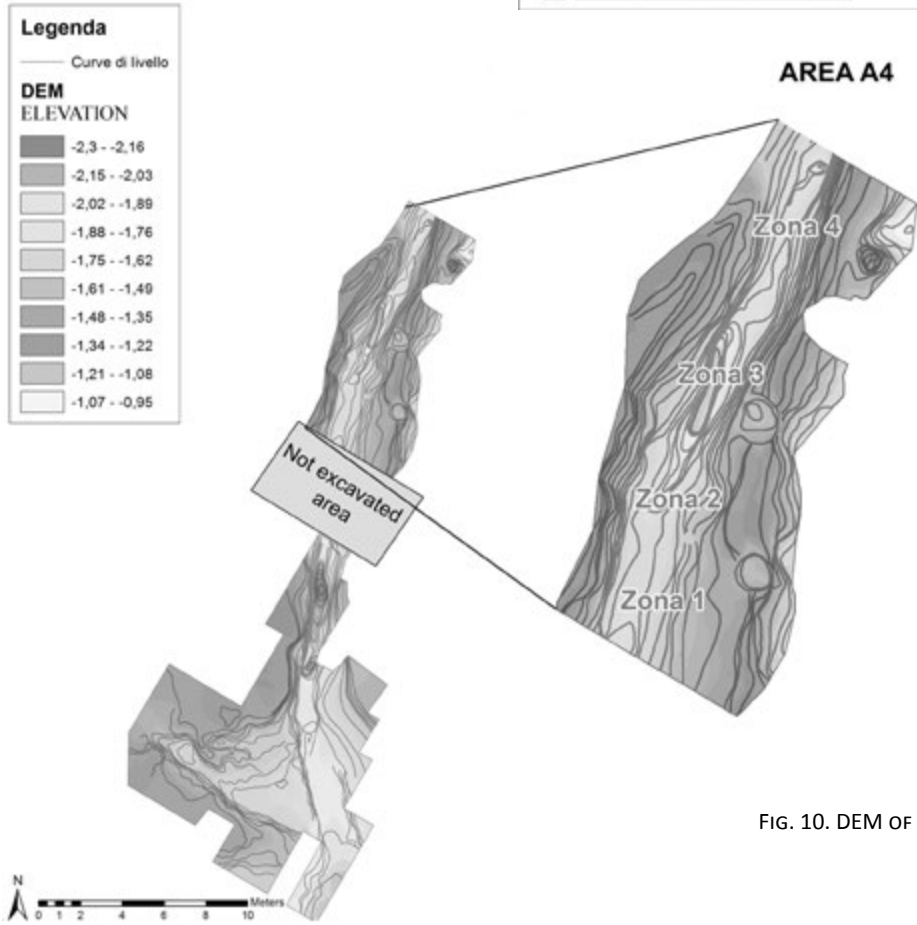 Legenda
Curve di livello
DEM
ELEVATION
-2,3 - -2,16
-2,15 - -2,03
-2,02 - -1,89
-1,88 - -1,76
-1,75 - -1,62
-1,61 - -1,49
-1,48 - -1,35
-1,34 - -1,22
-1,21 - -1,08
-1,07 - -0,95
AREA A4
Zona 4
Zona 3
Zona 2
Zona 1
Not excavated
area
FIG. 10. DEM OF
N
Meters
0 1 2 4 6 8 10